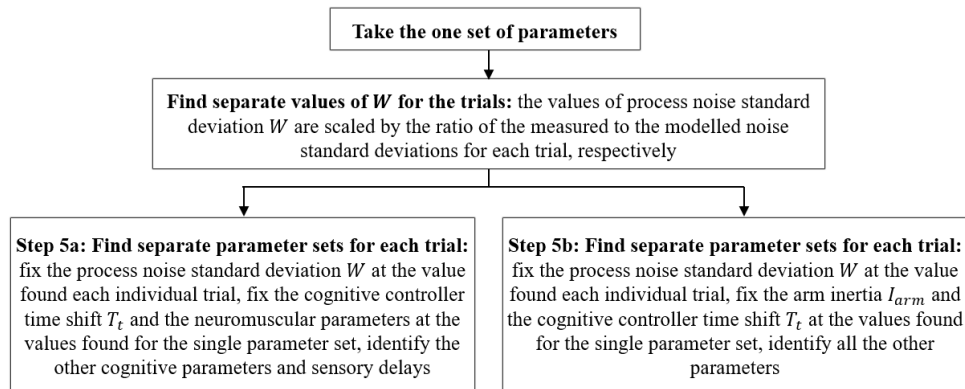 Take the one set of parameters
Find separate values of W for the trials: the values of process noise standard
deviation W are scaled by the ratio of the measured to the modelled noise
standard deviations for each trial, respectively
Step 5a: Find separate parameter sets for each trial:
fix the process noise standard deviation W at the value
found each individual trial, fix the cognitive controller
time shift T_t and the neuromuscular parameters at the
values found for the single parameter set, identify the
other cognitive parameters and sensory delays
Step 5b: Find separate parameter sets for each trial:
fix the process noise standard deviation W at the value
found each individual trial, fix the arm inertia I_arm and
the cognitive controller time shift T_t at the values found
for the single parameter set, identify all the other
parameters